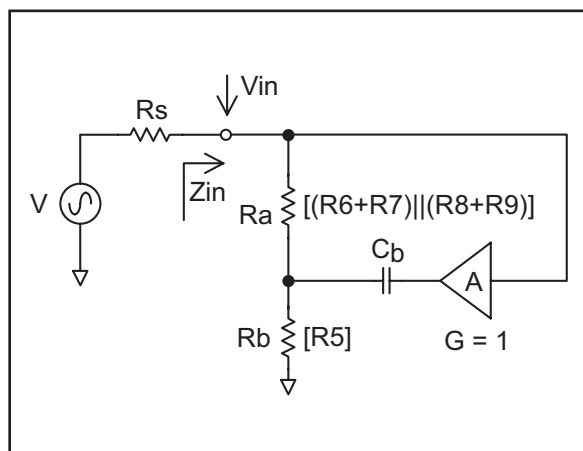 Vin
Rs
V
Zin
Ra
[(R6+R7)||(R8+R9)]
Cb
A
Rb
[R5]
G = 1